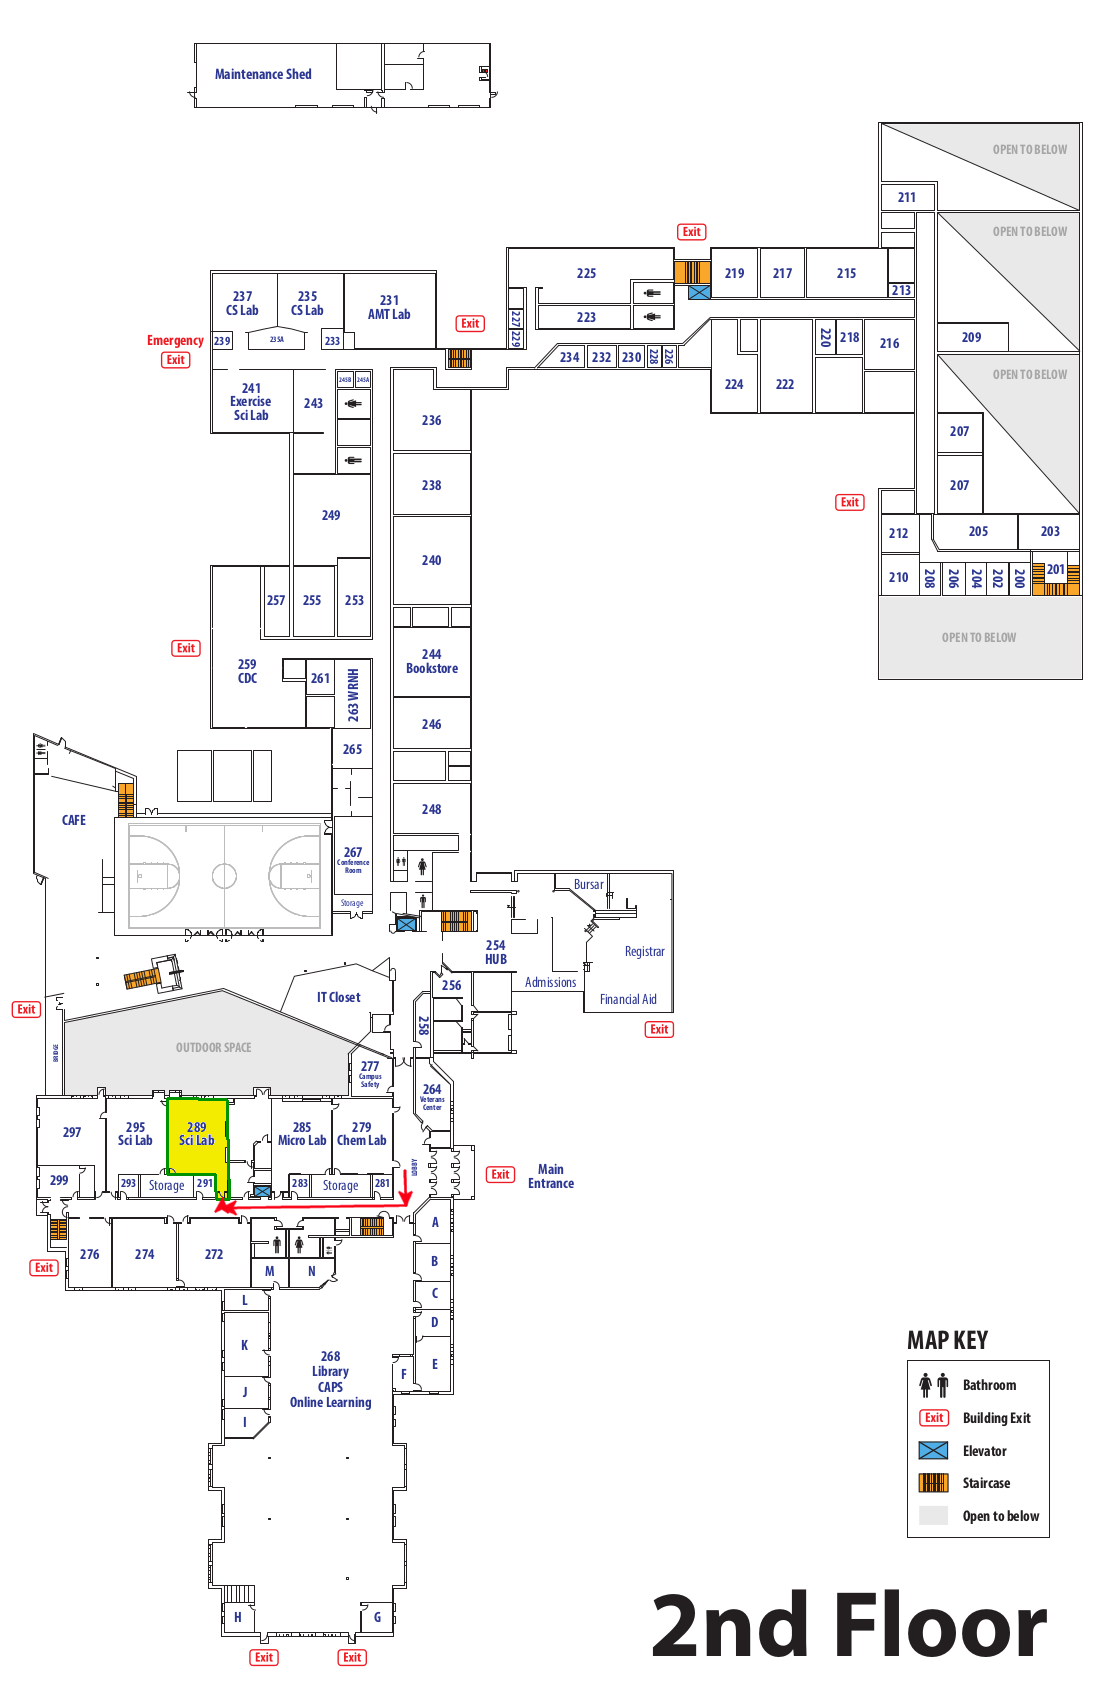 Maintenance Shed
OPEN TO BELOW
211
OPEN TO BELOW
Exit
225
219
217
215
213
237
CS Lab
235
CS Lab
231
AMT Lab
227
229
223
Exit
Emergency
Exit
239
235A
233
209
234
232
230
228
226
220
218
216
224
222
OPEN TO BELOW
241
Exercise
Sci Lab
243
245B
245A
236
207
238
207
Exit
249
212
205
203
240
210
208
206
204
202
200
201
257
255
253
OPEN TO BELOW
Exit
259
CDC
261
263 WRNH
244
Bookstore
246
265
248
CAFE
267
Conference
Room
Storage
Bursar
254
HUB
Registrar
Admissions
Financial Aid
256
IT Closet
Exit
258
Exit
OUTDOOR SPACE
BRIDGE
277
Campus
Safety
264
Veterans
Center
297
295
Sci Lab
289
Sci Lab
285
Micro Lab
279
Chem Lab
LOBBY
Exit
Main
Entrance
299
293
Storage
291
283
Storage
281
A
276
274
272
B
Exit
M
N
C
L
D
K
268
Library
CAPS
Online Learning
E
F
J
I
H
G
Exit
Exit
MAP KEY
Bathroom
Exit
Building Exit
Elevator
Staircase
Open to below
2nd Floor